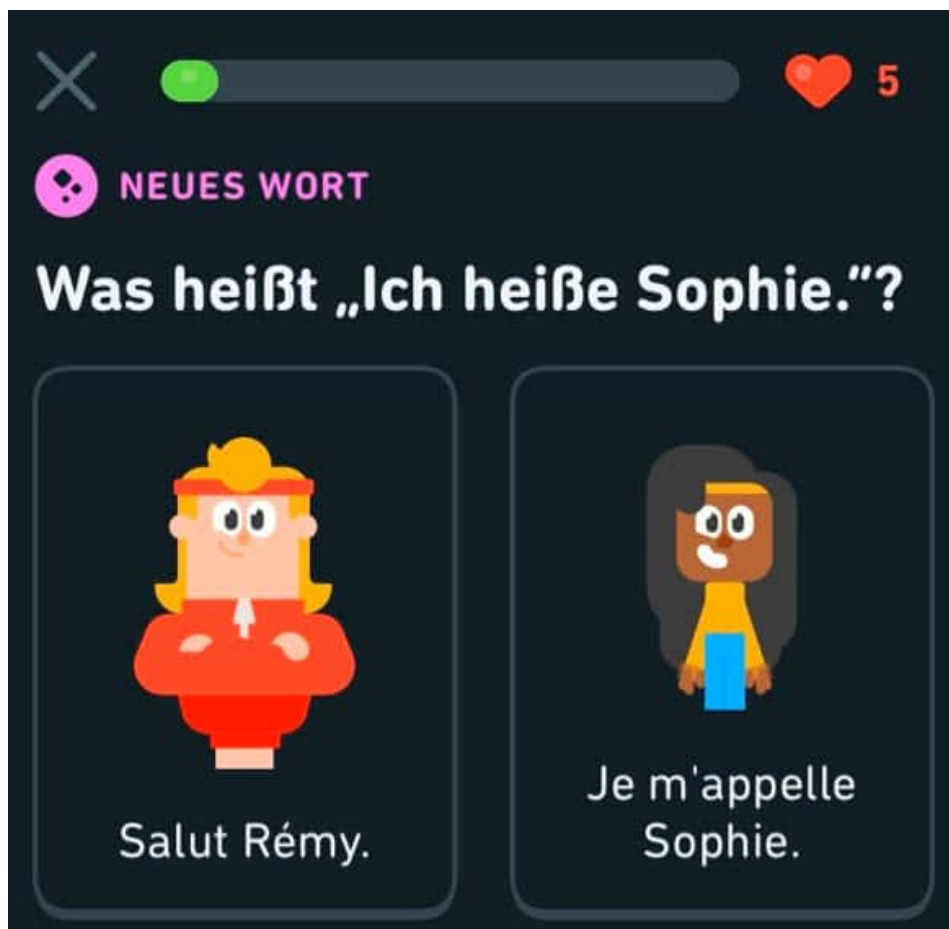 5
NEUES WORT
Was heißt „Ich heiße Sophie.“?
Salut Rémy.
Je m'appelle
Sophie.